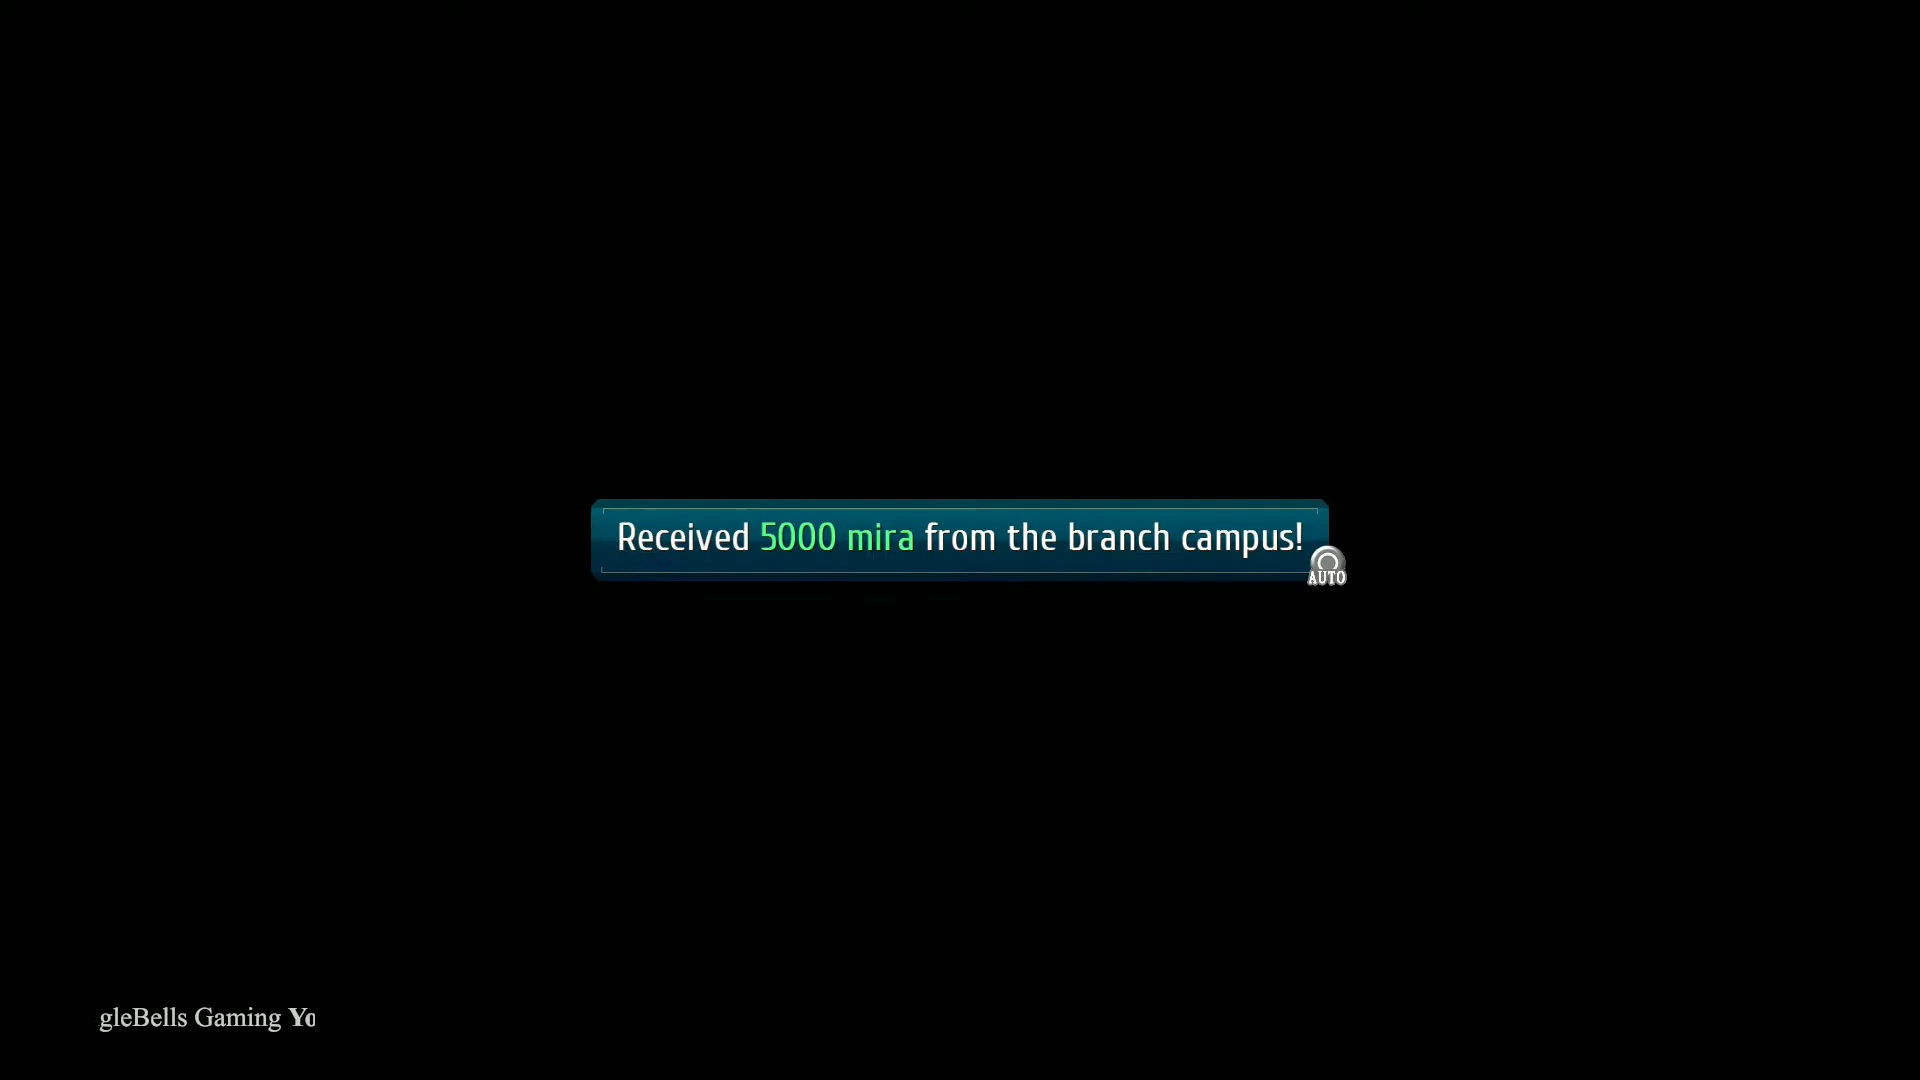 Received 5000 mira from the branch campus!
AUTO
gleBells Gaming Yo